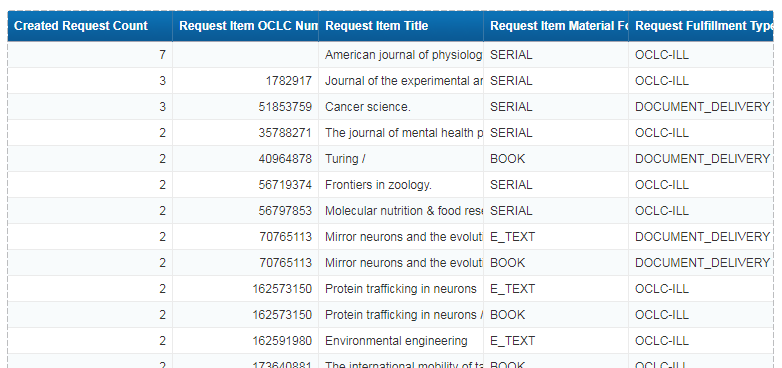 Created Request Count Request Item OCLC Num Request Item Title Request Item Material Fo Request Fulfillment Type
7 American journal of physiolog SERIAL OCLC-ILL
3 1782917 Journal of the experimental an SERIAL OCLC-ILL
3 51853759 Cancer science. SERIAL DOCUMENT_DELIVERY
2 35788271 The journal of mental health p SERIAL OCLC-ILL
2 40964878 Turing / BOOK DOCUMENT_DELIVERY
2 56719374 Frontiers in zoology. SERIAL OCLC-ILL
2 56797853 Molecular nutrition & food rese SERIAL OCLC-ILL
2 70765113 Mirror neurons and the evoluti E_TEXT DOCUMENT_DELIVERY
2 70765113 Mirror neurons and the evoluti BOOK DOCUMENT_DELIVERY
2 162573150 Protein trafficking in neurons E_TEXT OCLC-ILL
2 162573150 Protein trafficking in neurons / BOOK OCLC-ILL
2 162591980 Environmental engineering E_TEXT OCLC-ILL
2 173640881 The international mobility of ta BOOK OCLC-ILL